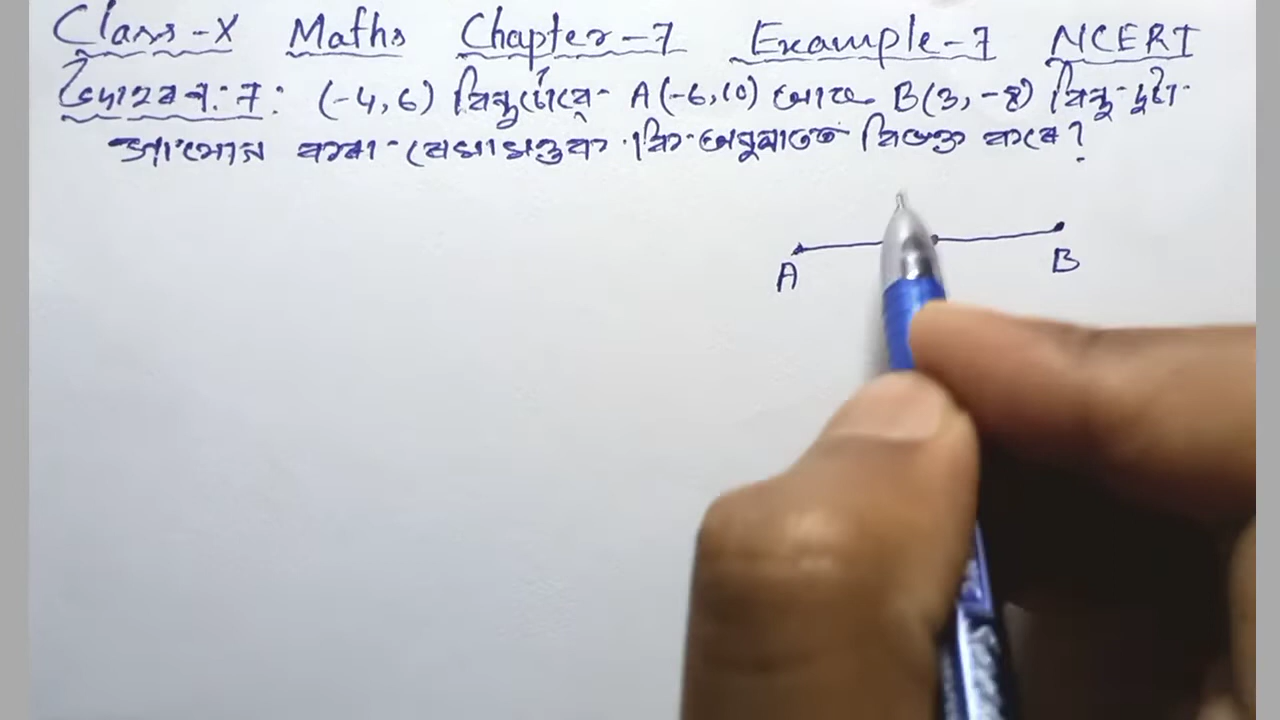 Class-X Maths Chapter-7 Example-7 NCERT
উদাহৰণ: 7: (-4,6) বিন্দুটোৱে A(-6,10) আৰু B(3,-8) বিন্দু দুটা
সংযোগ কৰা ৰেখাখণ্ডক কি অনুপাতত বিভক্ত কৰে?
A B